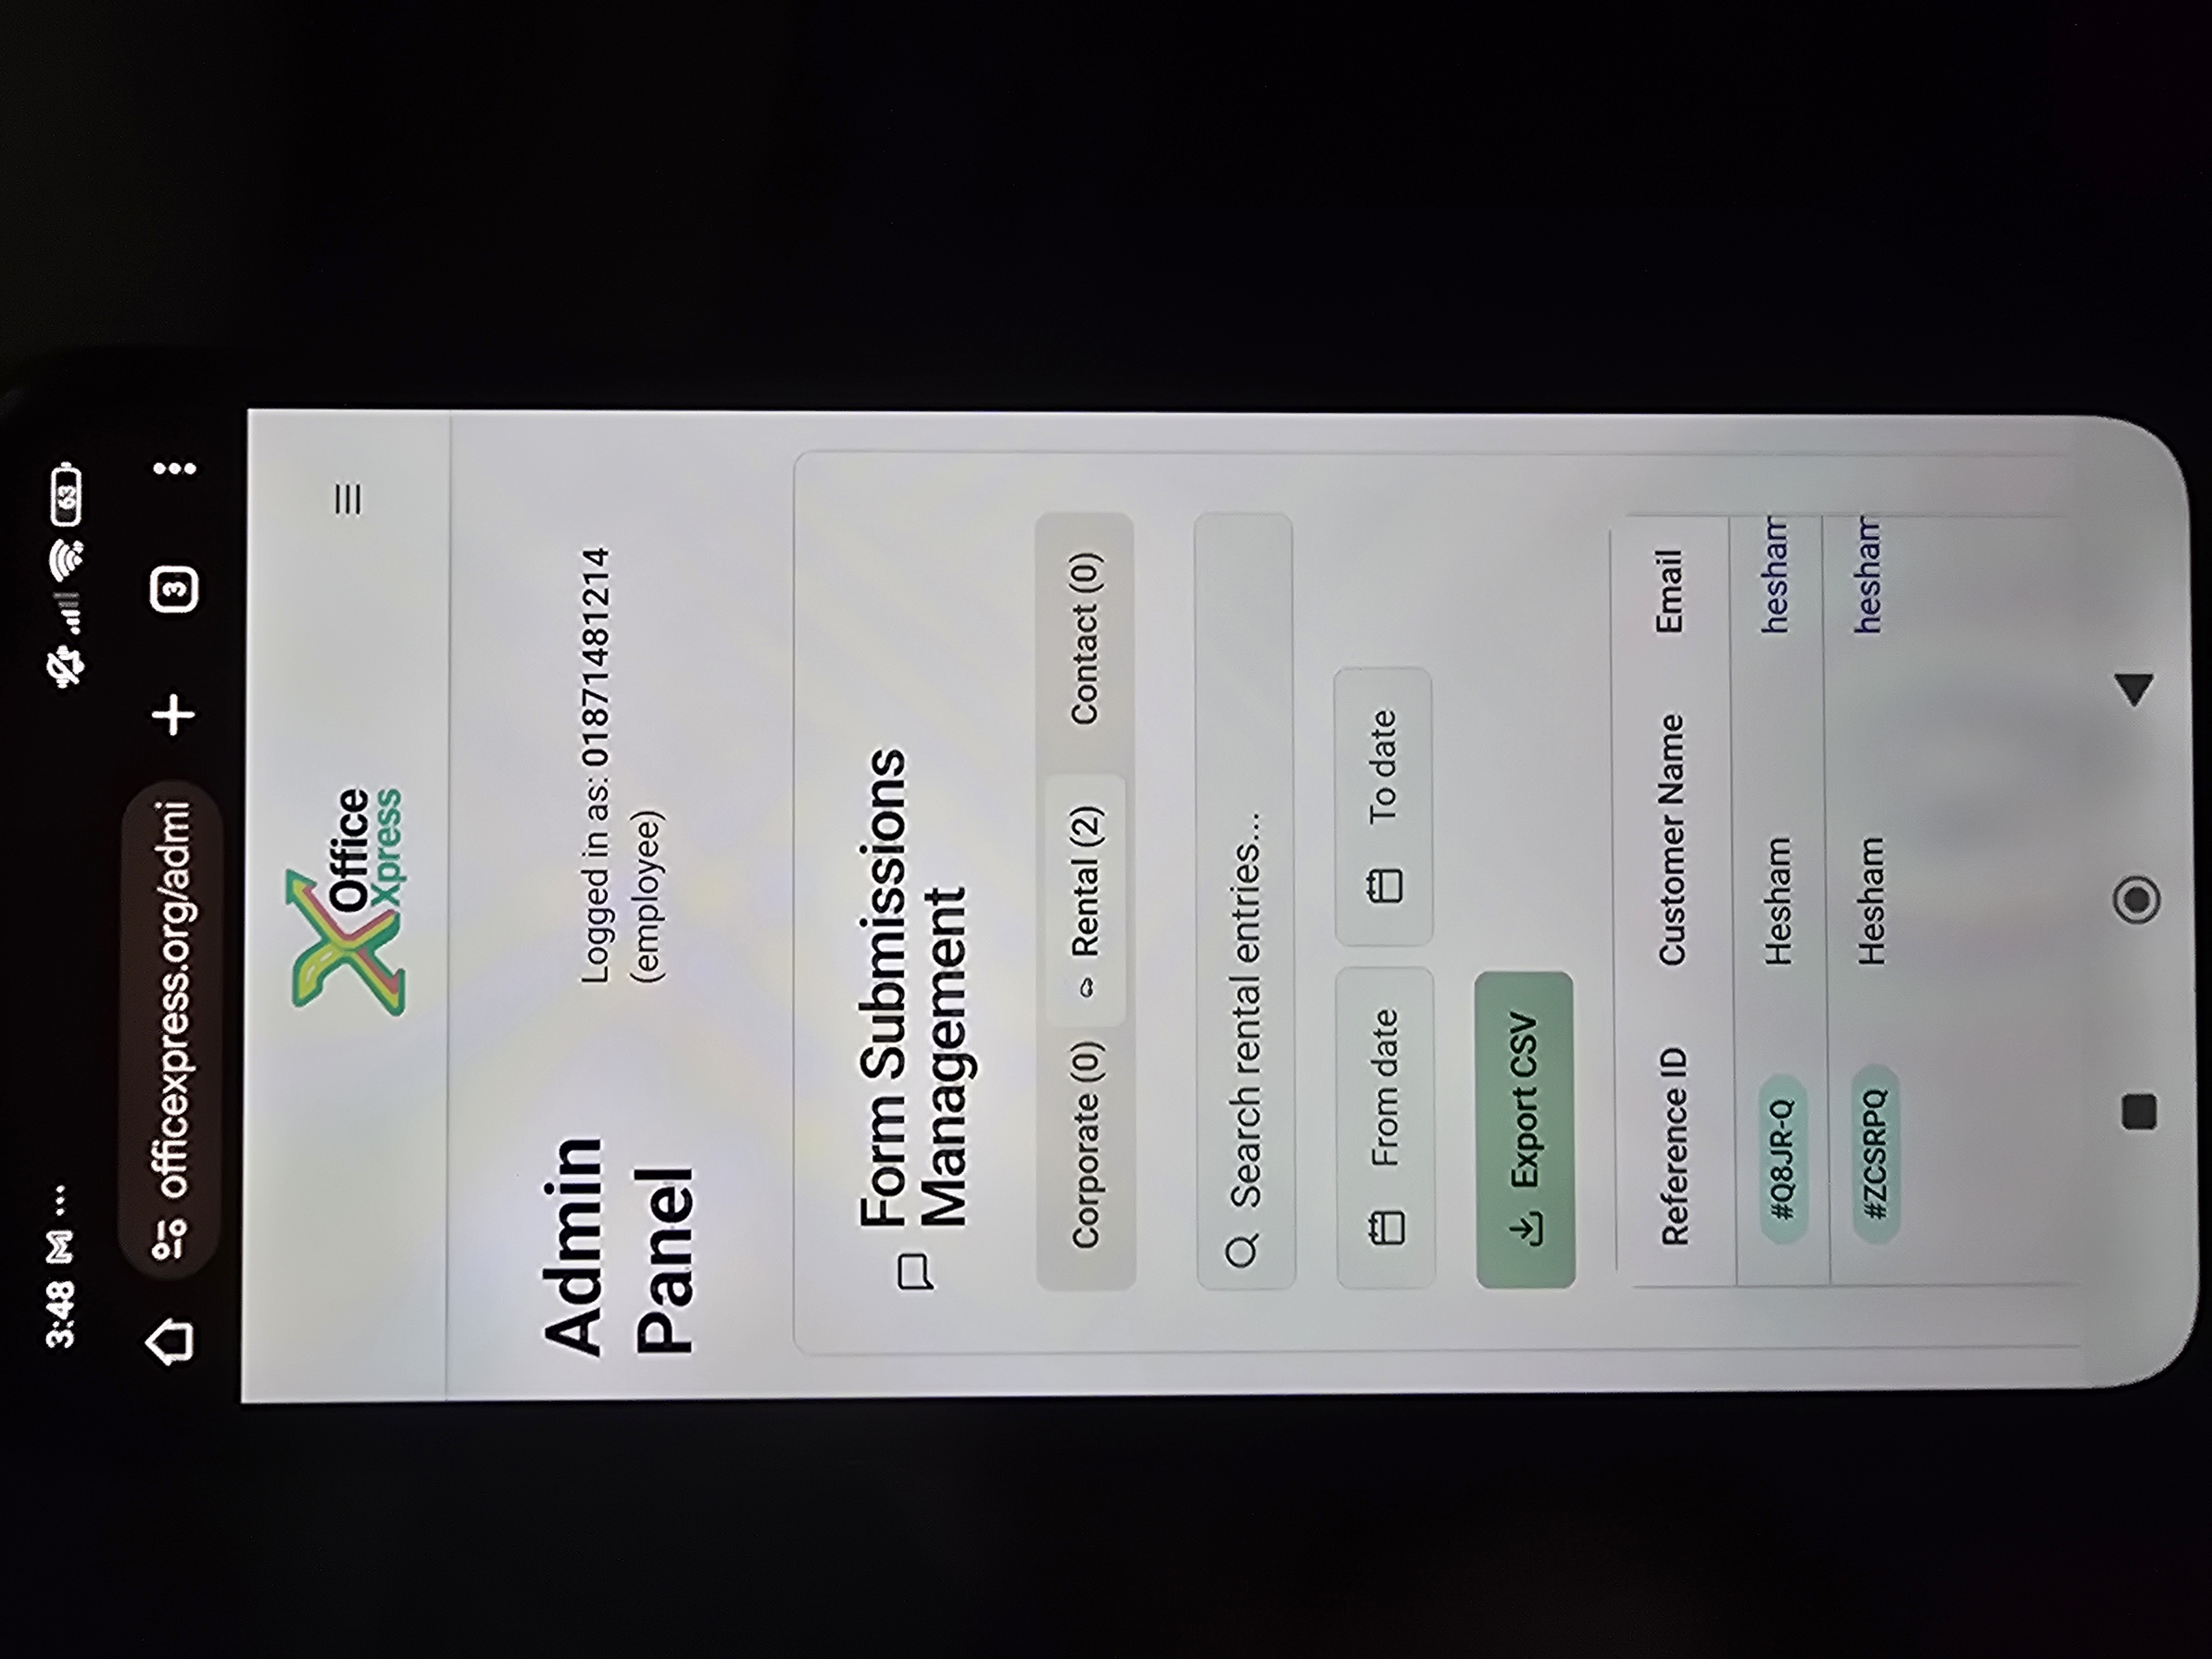 3:48
63
officexpress.org/admi
3
Office
Xpress
Admin
Panel
Logged in as: 01871481214
(employee)
Form Submissions
Management
Corporate (0) Rental (2) Contact (0)
Search rental entries...
From date To date
Export CSV
Reference ID Customer Name Email
#Q8JR-Q Hesham hesham
#ZCSRPQ Hesham hesham